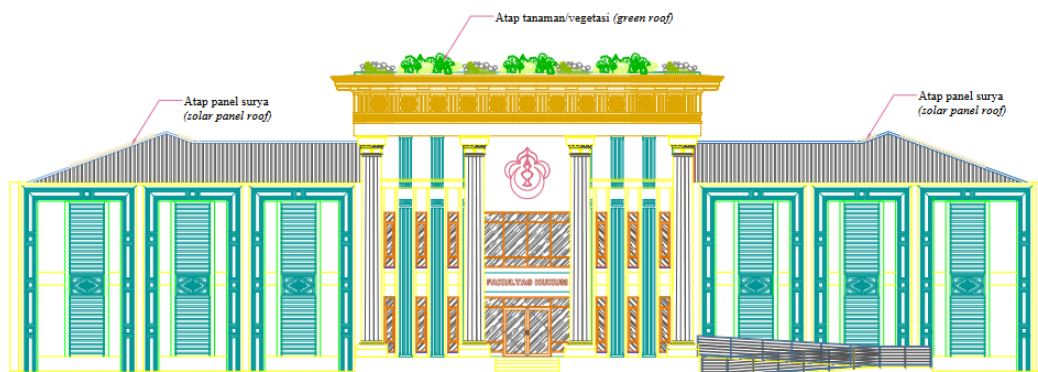 Atap tanaman/vegetasi (green roof)
Atap panel surya
(solar panel roof)
Atap panel surya
(solar panel roof)
FAKULTAS HUKUM